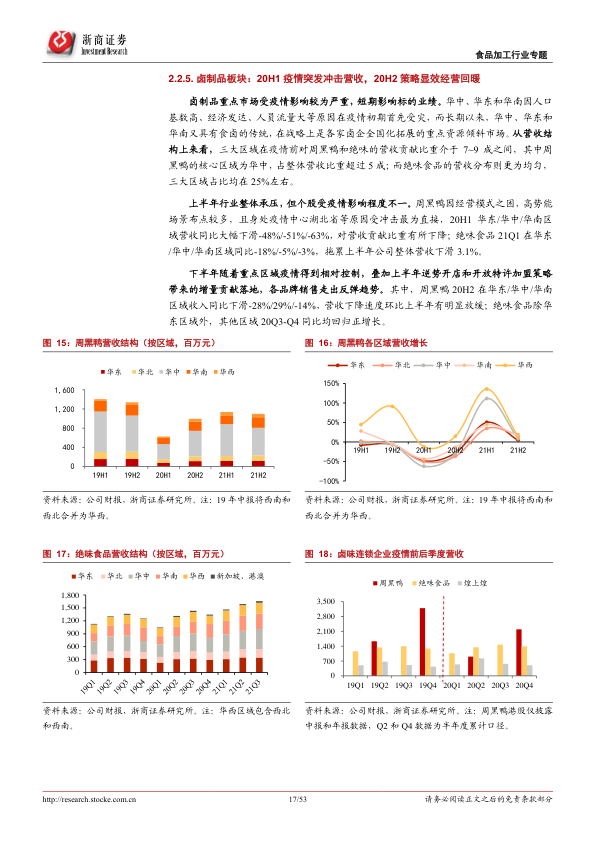 浙商证券
Investment Research
食品加工行业专题
2.2.5. 卤制品板块：20H1 疫情突发冲击营收，20H2 策略显效经营回暖
卤制品重点市场受疫情影响较为严重，短期影响标的业绩。华中、华东和华南因人口
基数高、经济发达、人员流量大等原因在疫情初期首先受灾，而长期以来，华中、华东和
华南又具有食卤的传统，在战略上是各家卤企全国化拓展的重点资源倾斜市场。从营收结
构上来看，三大区域在疫情前对周黑鸭和绝味的营收贡献比重介于 7~9 成之间，其中周
黑鸭的核心区域为华中，占整体营收比重超过 5 成；而绝味食品的营收分布则更为均匀，
三大区域占比均在 25%左右。
上半年行业整体承压，但个股受疫情影响程度不一。周黑鸭因经营模式之困，高势能
场景布点较多，且身处疫情中心湖北省等原因受冲击最为直接，20H1 华东/华中/华南区
域营收同比大幅下滑-48%/-51%/-63%，对营收贡献比重有所下降；绝味食品 21Q1 在华东
/华中/华南区域同比-18%/-5%/-3%，拖累上半年公司整体营收下滑 3.1%。
下半年随着重点区域疫情得到相对控制，叠加上半年逆势开店和开放特许加盟策略
带来的增量贡献落地，各品牌销售走出反弹趋势。其中，周黑鸭 20H2 在华东/华中/华南
区域收入同比下滑-28%/29%/-14%，营收下降速度环比上半年有明显放缓；绝味食品除华
东区域外，其他区域 20Q3-Q4 同比均回归正增长。
图 15：周黑鸭营收结构（按区域，百万元）
华东 华北 华中 华南 华西
1,600
1,200
800
400
0
19H1 19H2 20H1 20H2 21H1 21H2
资料来源：公司财报，浙商证券研究所。注：19 年中报将西南和
西北合并为华西。
图 16：周黑鸭各区域营收增长
华东 华北 华中 华南 华西
150%
100%
50%
0%
-50%
-100%
19H1 19H2 20H1 20H2 21H1 21H2
资料来源：公司财报，浙商证券研究所。注：19 年中报将西南和
西北合并为华西。
图 17：绝味食品营收结构（按区域，百万元）
华东 华北 华中 华南 华西 新加坡，港澳
1,800
1,500
1,200
900
600
300
0
19Q1 19Q2 19Q3 19Q4 20Q1 20Q2 20Q3 20Q4 21Q1 21Q2 21Q3
资料来源：公司财报，浙商证券研究所。注：华西区域包含西北
和西南。
图 18：卤味连锁企业疫情前后季度营收
周黑鸭 绝味食品 煌上煌
3,500
2,800
2,100
1,400
700
0
19Q1 19Q2 19Q3 19Q4 20Q1 20Q2 20Q3 20Q4
资料来源：公司财报，浙商证券研究所。注：周黑鸭港股仅披露
中报和年报数据，Q2 和 Q4 数据为半年度累计口径。
http://research.stocke.com.cn
17/53
请务必阅读正文之后的免责条款部分